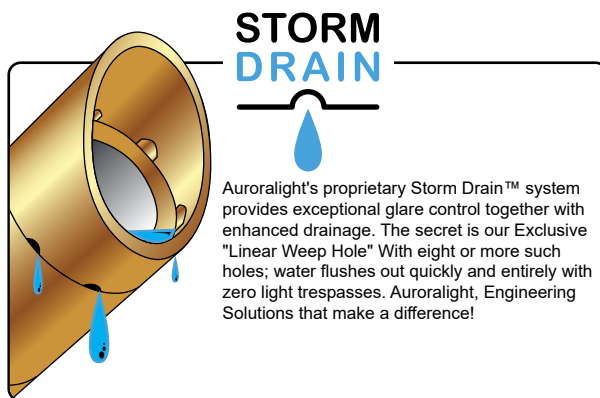 STORM
DRAIN
Auroralight's proprietary Storm Drain™ system
provides exceptional glare control together with
enhanced drainage. The secret is our Exclusive
"Linear Weep Hole" With eight or more such
holes; water flushes out quickly and entirely with
zero light trespasses. Auroralight, Engineering
Solutions that make a difference!